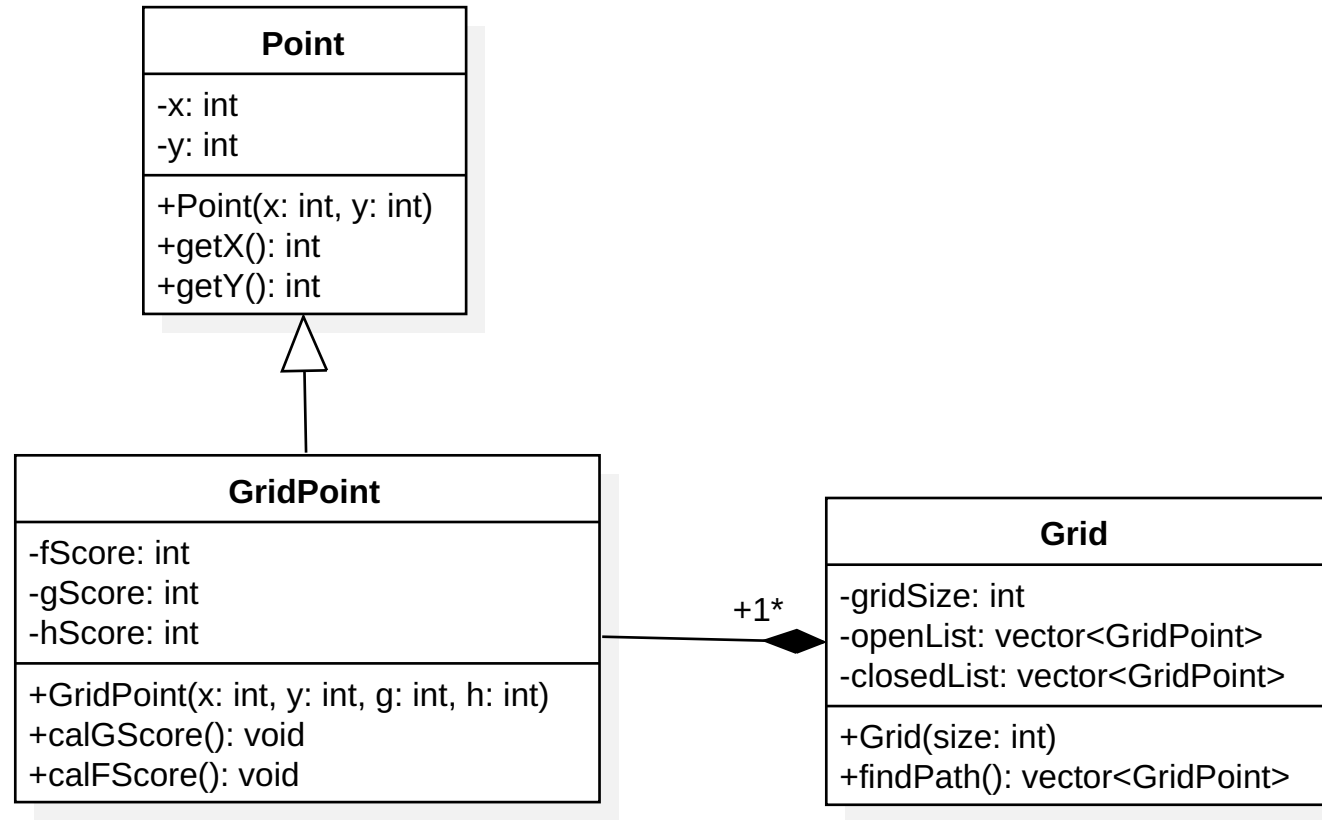 Point
-x: int
-y: int
+Point(x: int, y: int)
+getX(): int
+getY(): int
GridPoint
-fScore: int
-gScore: int
-hScore: int
+GridPoint(x: int, y: int, g: int, h: int)
+calGScore(): void
+calFScore(): void
+1*
Grid
-gridSize: int
-openList: vector<GridPoint>
-closedList: vector<GridPoint>
+Grid(size: int)
+findPath(): vector<GridPoint>